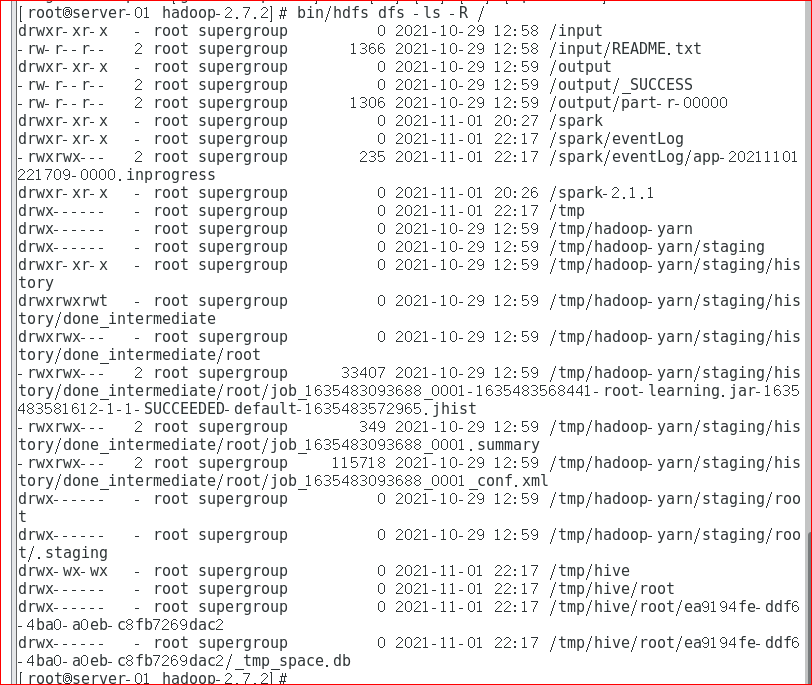 [root@server-01 hadoop-2.7.2]# bin/hdfs dfs -ls -R /
drwxr-xr-x   - root supergroup          0 2021-10-29 12:58 /input
-rw-r--r--   2 root supergroup       1366 2021-10-29 12:58 /input/README.txt
drwxr-xr-x   - root supergroup          0 2021-10-29 12:59 /output
-rw-r--r--   2 root supergroup          0 2021-10-29 12:59 /output/_SUCCESS
-rw-r--r--   2 root supergroup       1306 2021-10-29 12:59 /output/part-r-00000
drwxr-xr-x   - root supergroup          0 2021-11-01 20:27 /spark
drwxr-xr-x   - root supergroup          0 2021-11-01 22:17 /spark/eventLog
-rwxrwx---   2 root supergroup        235 2021-11-01 22:17 /spark/eventLog/app-20211101
221709-0000.inprogress
drwxr-xr-x   - root supergroup          0 2021-11-01 20:26 /spark-2.1.1
drwx------   - root supergroup          0 2021-11-01 22:17 /tmp
drwx------   - root supergroup          0 2021-10-29 12:59 /tmp/hadoop-yarn
drwx------   - root supergroup          0 2021-10-29 12:59 /tmp/hadoop-yarn/staging
drwxr-xr-x   - root supergroup          0 2021-10-29 12:59 /tmp/hadoop-yarn/staging/his
tory
drwxrwxrwt   - root supergroup          0 2021-10-29 12:59 /tmp/hadoop-yarn/staging/his
tory/done_intermediate
drwxrwx---   - root supergroup          0 2021-10-29 12:59 /tmp/hadoop-yarn/staging/his
tory/done_intermediate/root
-rwxrwx---   2 root supergroup      33407 2021-10-29 12:59 /tmp/hadoop-yarn/staging/his
tory/done_intermediate/root/job_1635483093688_0001-1635483568441-root-learning.jar-1635
483581612-1-1-SUCCEEDED-default-1635483572965.jhist
-rwxrwx---   2 root supergroup        349 2021-10-29 12:59 /tmp/hadoop-yarn/staging/his
tory/done_intermediate/root/job_1635483093688_0001.summary
-rwxrwx---   2 root supergroup     115718 2021-10-29 12:59 /tmp/hadoop-yarn/staging/his
tory/done_intermediate/root/job_1635483093688_0001_conf.xml
drwx------   - root supergroup          0 2021-10-29 12:59 /tmp/hadoop-yarn/staging/roo
t
drwx------   - root supergroup          0 2021-10-29 12:59 /tmp/hadoop-yarn/staging/roo
t/.staging
drwx-wx-wx   - root supergroup          0 2021-11-01 22:17 /tmp/hive
drwx------   - root supergroup          0 2021-11-01 22:17 /tmp/hive/root
drwx------   - root supergroup          0 2021-11-01 22:17 /tmp/hive/root/ea9194fe-ddf6
-4ba0-a0eb-c8fb7269dac2
drwx------   - root supergroup          0 2021-11-01 22:17 /tmp/hive/root/ea9194fe-ddf6
-4ba0-a0eb-c8fb7269dac2/_tmp_space.db
[root@server-01 hadoop-2.7.2]#